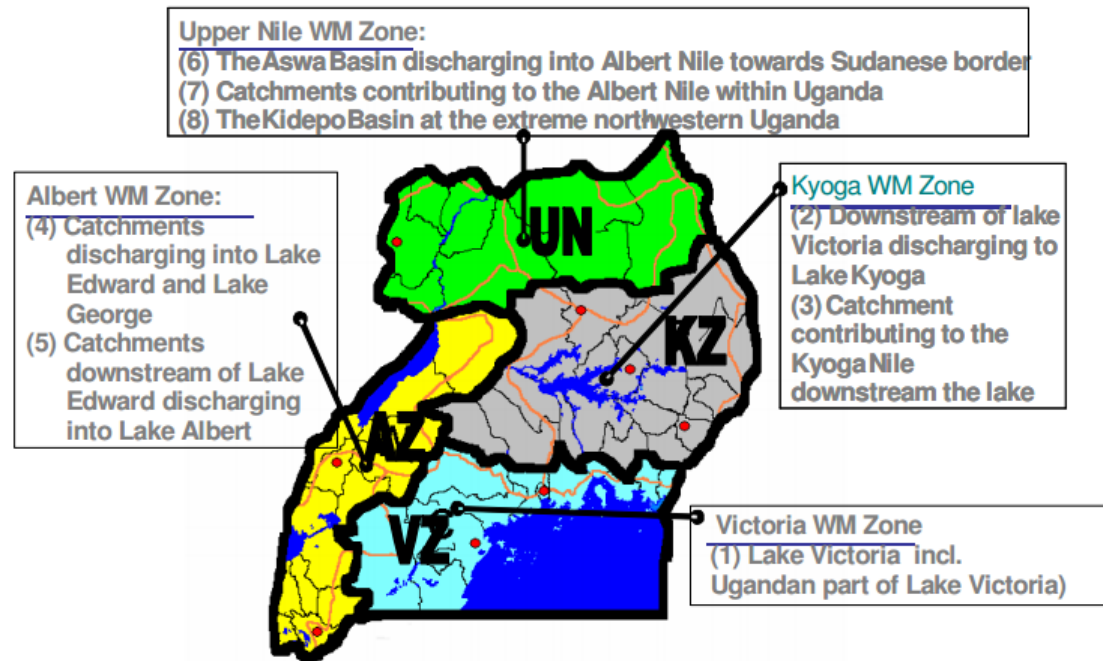 Upper Nile WM Zone:
(6) The Aswa Basin discharging into Albert Nile towards Sudanese border
(7) Catchments contributing to the Albert Nile within Uganda
(8) The Kidepo Basin at the extreme northwestern Uganda
Albert WM Zone:
(4) Catchments
discharging into Lake
Edward and Lake
George
(5) Catchments
downstream of Lake
Edward discharging
into Lake Albert
Kyoga WM Zone
(2) Downstream of lake
Victoria discharging to
Lake Kyoga
(3) Catchment
contributing to the
Kyoga Nile
downstream the lake
UN
KZ
AZ
VZ
Victoria WM Zone
(1) Lake Victoria incl.
Ugandan part of Lake Victoria)